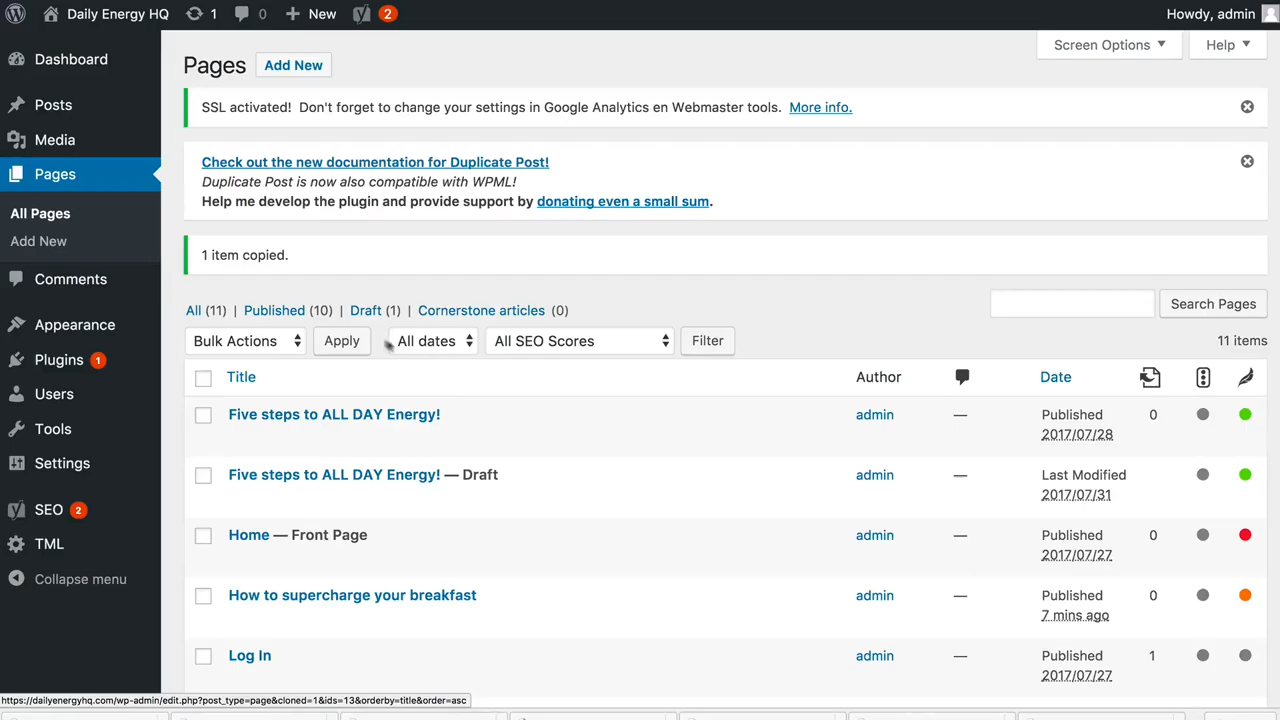 Daily Energy HQ 1 0 New 2 Howdy, admin
Screen Options Help
Dashboard
Posts
Media
Pages
All Pages
Add New
Comments
Appearance
Plugins 1
Users
Tools
Settings
SEO 2
TML
Collapse menu
Pages Add New
SSL activated! Don't forget to change your settings in Google Analytics en Webmaster tools. More info.
Check out the new documentation for Duplicate Post!
Duplicate Post is now also compatible with WPML!
Help me develop the plugin and provide support by donating even a small sum.
1 item copied.
All (11) | Published (10) | Draft (1) | Cornerstone articles (0)
Search Pages
Bulk Actions Apply All dates All SEO Scores Filter 11 items
Title Author Date
Five steps to ALL DAY Energy! admin — Published 0
2017/07/28
Five steps to ALL DAY Energy! — Draft admin — Last Modified
2017/07/31
Home — Front Page admin — Published 0
2017/07/27
How to supercharge your breakfast admin — Published 0
7 mins ago
Log In admin — Published 1
2017/07/27
https://dailyenergyhq.com/wp-admin/edit.php?post_type=page&cloned=1&ids=13&orderby=title&order=asc